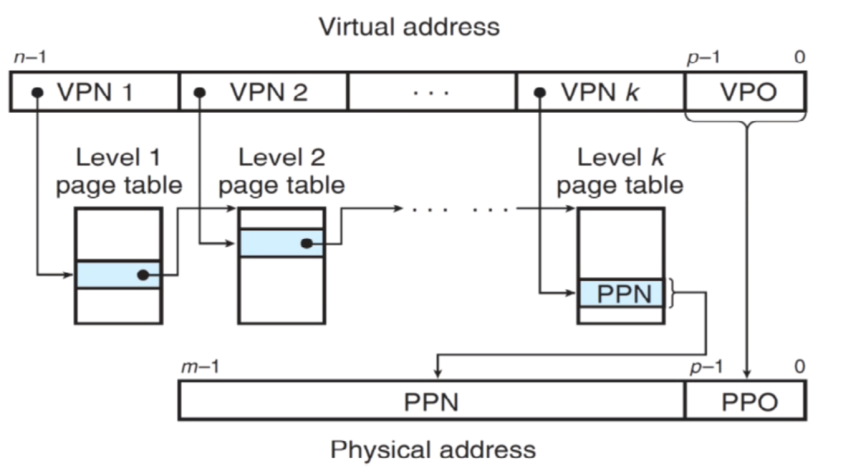 Virtual address
n–1 p–1 0
VPN 1 VPN 2 · · · VPN k VPO
Level 1 Level 2 Level k
page table page table page table
· · · · · ·
PPN
m–1 p–1 0
PPN PPO
Physical address